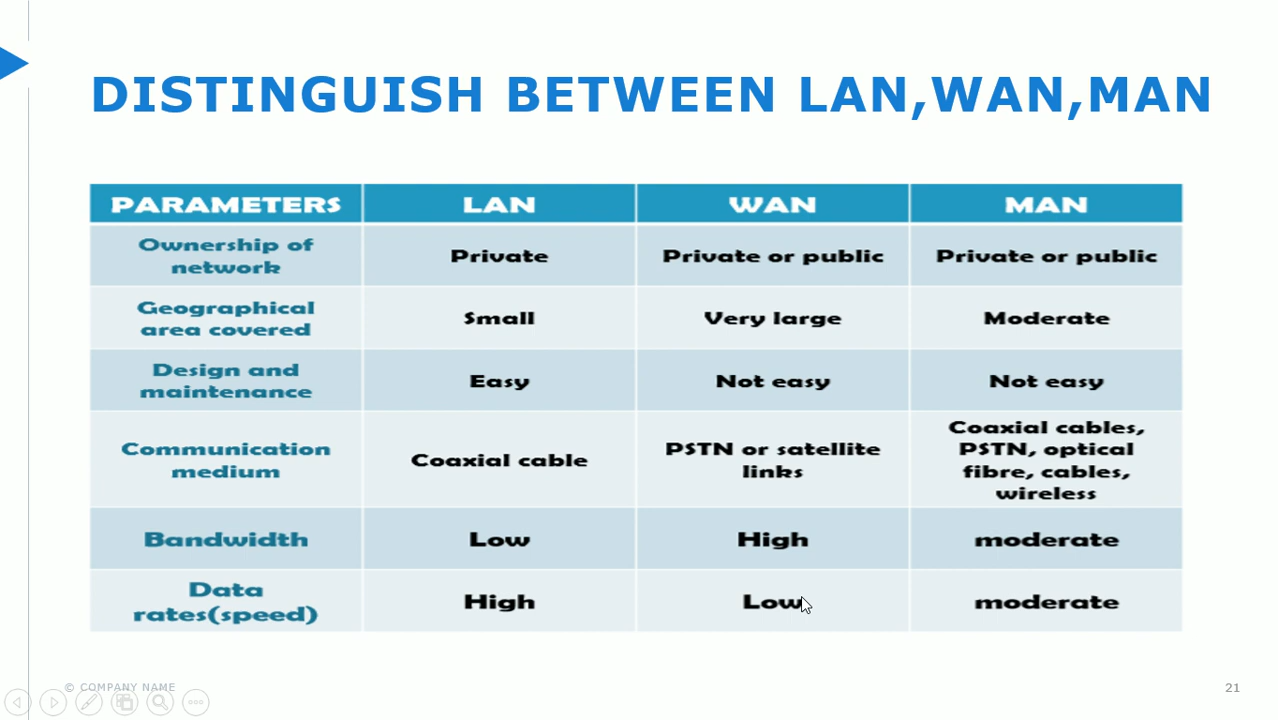 DISTINGUISH BETWEEN LAN,WAN,MAN
PARAMETERS LAN WAN MAN
Ownership of network Private Private or public Private or public
Geographical area covered Small Very large Moderate
Design and maintenance Easy Not easy Not easy
Communication medium Coaxial cable PSTN or satellite links Coaxial cables, PSTN, optical fibre, cables, wireless
Bandwidth Low High moderate
Data rates(speed) High Low moderate
© COMPANY NAME
21